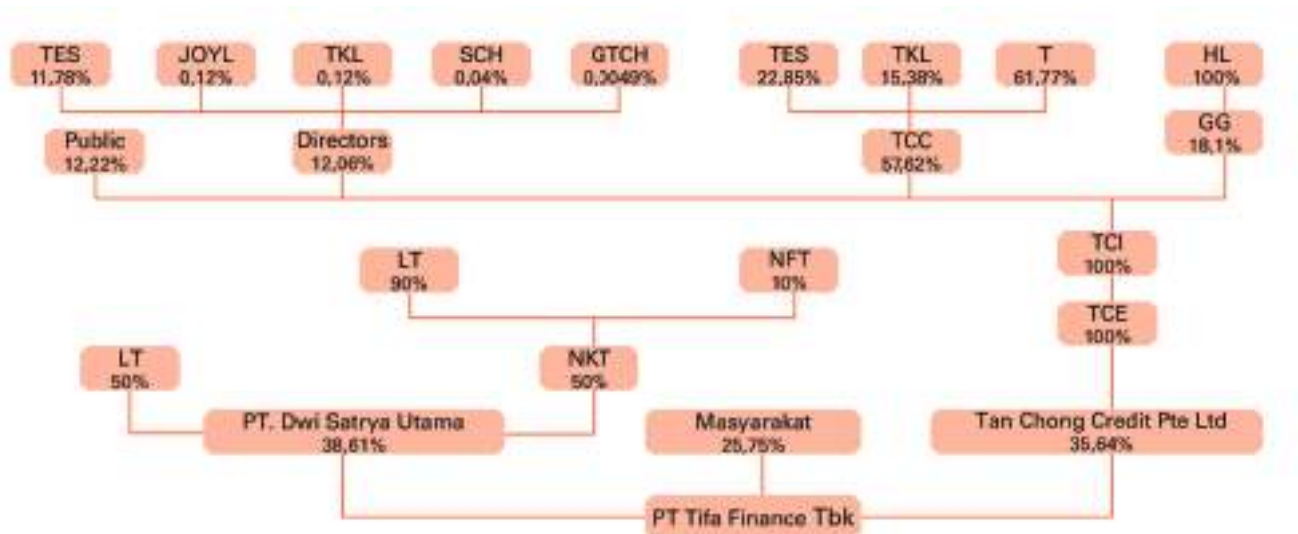 TES
11,78%
JOYL
0,12%
TKL
0,12%
SCH
0,04%
GTCH
0,0049%
TES
22,85%
TKL
15,38%
T
61,77%
HL
100%
Public
12,22%
Directors
12,06%
TCC
57,62%
GG
18,1%
TCI
100%
LT
90%
NFT
10%
TCE
100%
LT
50%
NKT
50%
PT. Dwi Satrya Utama
38,61%
Masyarakat
25,75%
Tan Chong Credit Pte Ltd
35,64%
PT Tifa Finance Tbk